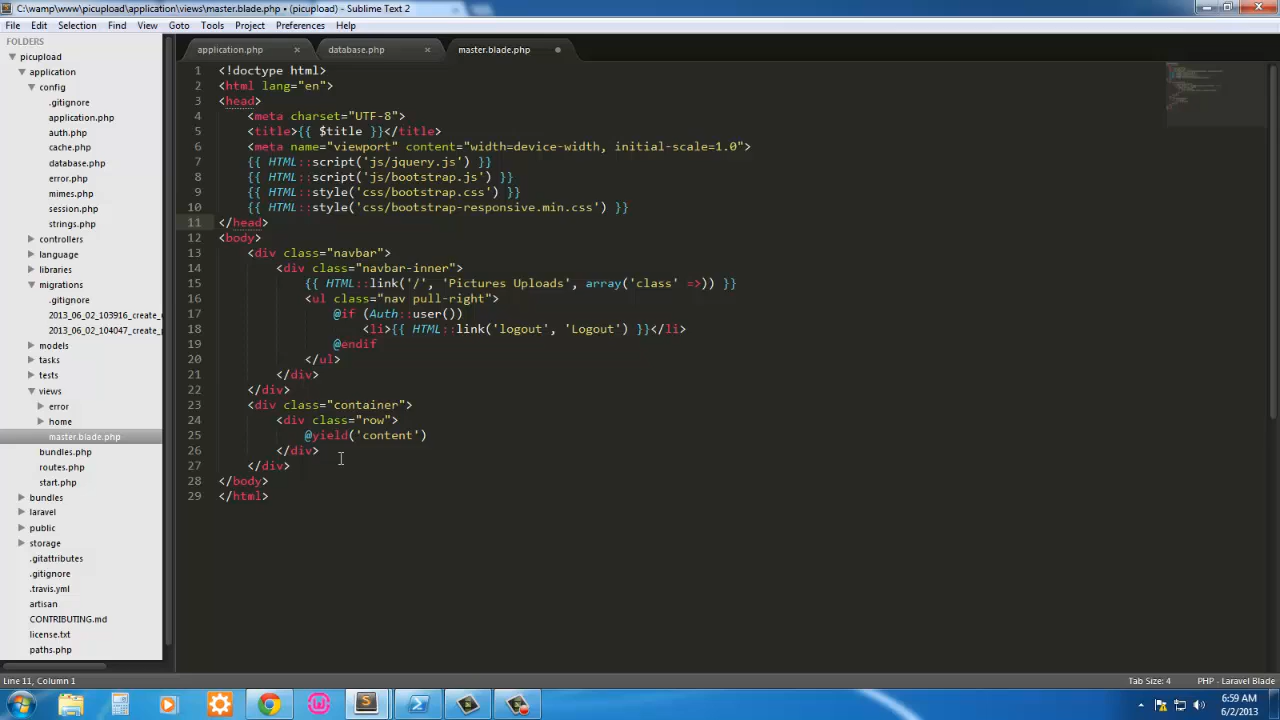 C:\wamp\www\picupload\application\views\master.blade.php • (picupload) - Sublime Text 2
File Edit Selection Find View Goto Tools Project Preferences Help
FOLDERS
picupload
application
config
.gitignore
application.php
auth.php
cache.php
database.php
error.php
mimes.php
session.php
strings.php
controllers
language
libraries
migrations
.gitignore
2013_06_02_103916_create_
2013_06_02_104047_create_
models
tasks
tests
views
error
home
master.blade.php
bundles.php
routes.php
start.php
bundles
laravel
public
storage
.gitattributes
.gitignore
.travis.yml
artisan
CONTRIBUTING.md
license.txt
paths.php
application.php × database.php × master.blade.php
1 <!doctype html>
2 <html lang="en">
3 <head>
4 <meta charset="UTF-8">
5 <title>{{ $title }}</title>
6 <meta name="viewport" content="width=device-width, initial-scale=1.0">
7 {{ HTML::script('js/jquery.js') }}
8 {{ HTML::script('js/bootstrap.js') }}
9 {{ HTML::style('css/bootstrap.css') }}
10 {{ HTML::style('css/bootstrap-responsive.min.css') }}
11 </head>
12 <body>
13 <div class="navbar">
14 <div class="navbar-inner">
15 {{ HTML::link('/', 'Pictures Uploads', array('class' =>)) }}
16 <ul class="nav pull-right">
17 @if (Auth::user())
18 <li>{{ HTML::link('logout', 'Logout') }}</li>
19 @endif
20 </ul>
21 </div>
22 </div>
23 <div class="container">
24 <div class="row">
25 @yield('content')
26 </div>
27 </div>
28 </body>
29 </html>
Line 11, Column 1 Tab Size: 4 PHP - Laravel Blade
6:59 AM
6/2/2013